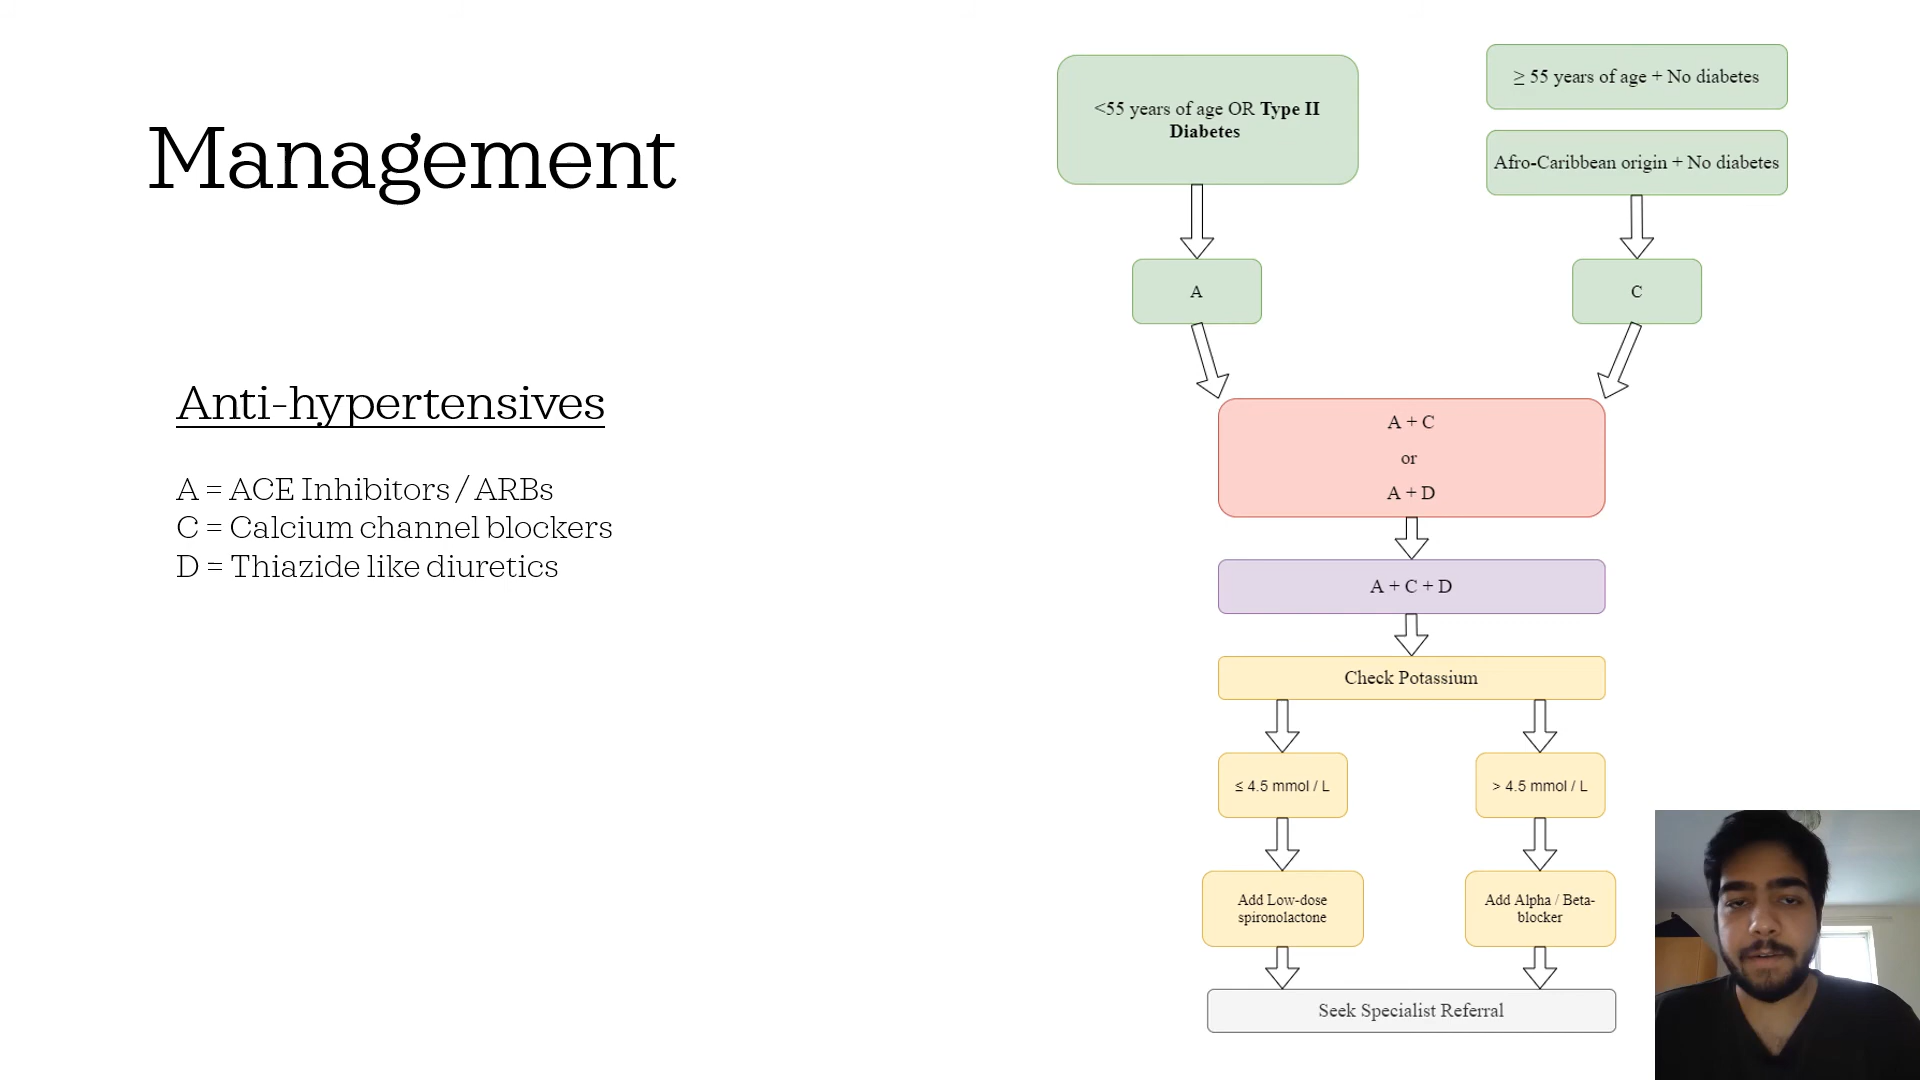 Management
Anti-hypertensives
A = ACE Inhibitors / ARBs
C = Calcium channel blockers
D = Thiazide like diuretics
<55 years of age OR Type II
Diabetes
≥ 55 years of age + No diabetes
Afro-Caribbean origin + No diabetes
A
C
A + C
or
A + D
A + C + D
Check Potassium
≤ 4.5 mmol / L
> 4.5 mmol / L
Add Low-dose
spironolactone
Add Alpha / Beta-
blocker
Seek Specialist Referral